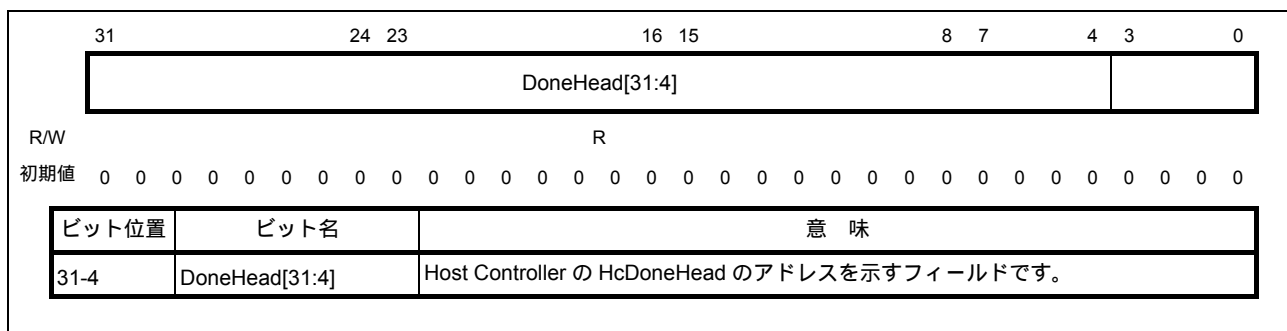 31 24 23 16 15 8 7 4 3 0
DoneHead[31:4]
R/W R
初期値 0 0 0 0 0 0 0 0 0 0 0 0 0 0 0 0 0 0 0 0 0 0 0 0 0 0 0 0 0 0 0 0
ビット位置 ビット名 意 味
31-4 DoneHead[31:4] Host Controller の HcDoneHead のアドレスを示すフィールドです。